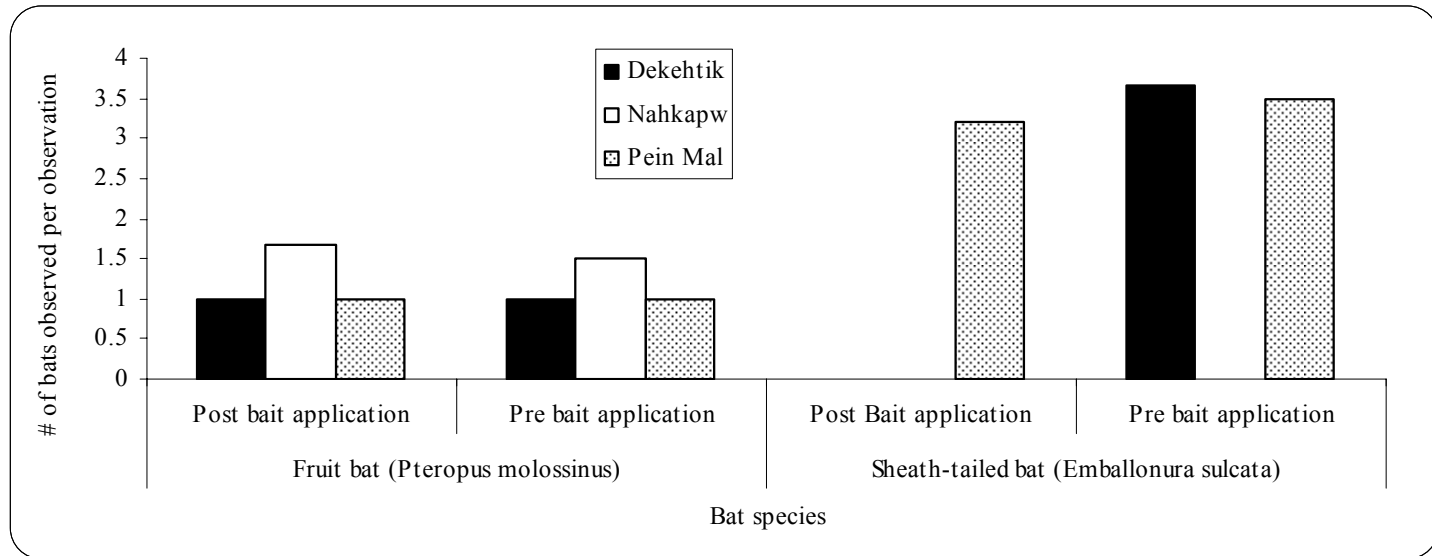 # of bats observed per observation
4
3.5
3
2.5
2
1.5
1
0.5
0
Dekehtik
Nahkapw
Pein Mal
Post bait application
Pre bait application
Post Bait application
Pre bait application
Fruit bat (Pteropus molossinus)
Sheath-tailed bat (Emballonura sulcata)
Bat species